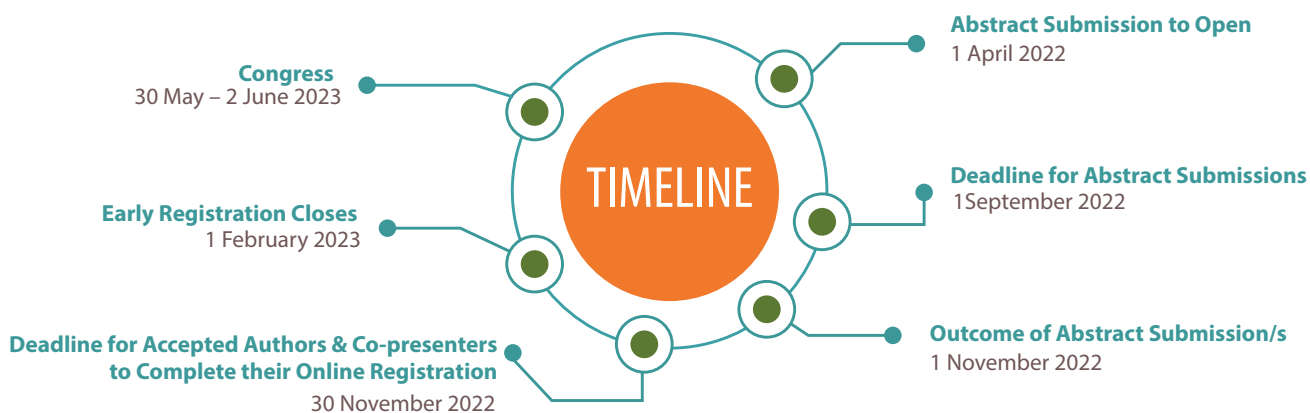 TIMELINE
Abstract Submission to Open
1 April 2022
Deadline for Abstract Submissions
1September 2022
Outcome of Abstract Submission/s
1 November 2022
Deadline for Accepted Authors & Co-presenters
to Complete their Online Registration
30 November 2022
Early Registration Closes
1 February 2023
Congress
30 May – 2 June 2023